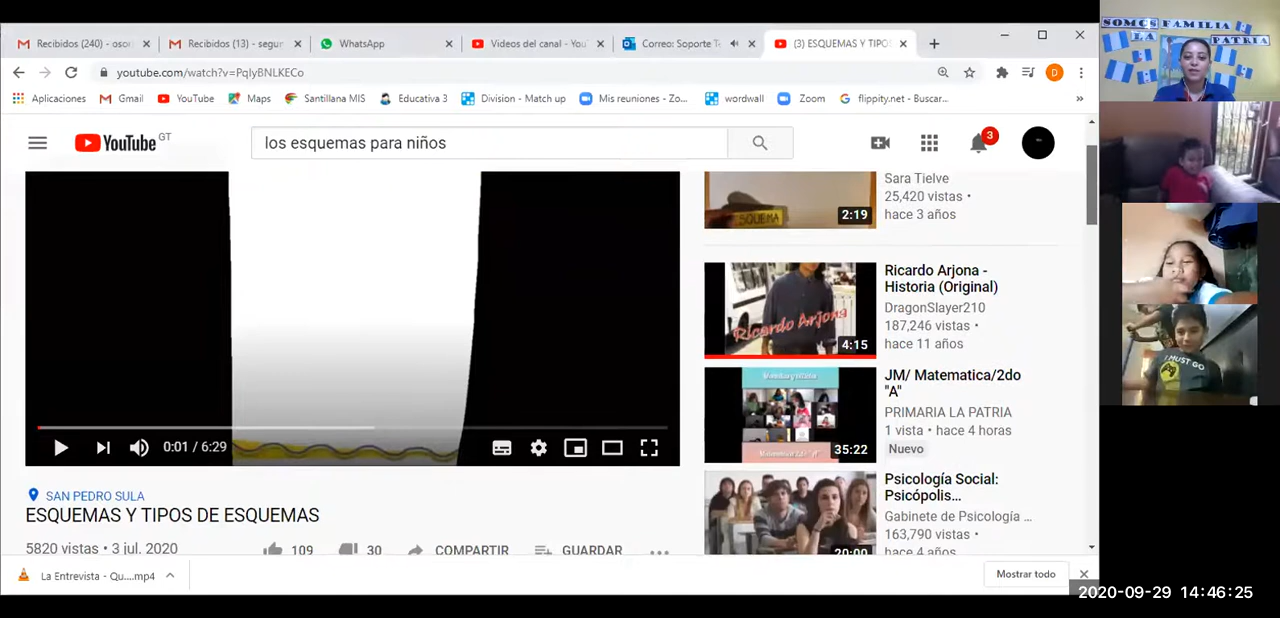 Recibidos (240) - osor
Recibidos (13) - segur
WhatsApp
Videos del canal - You
Correo: Soporte Te
(3) ESQUEMAS Y TIPO
youtube.com/watch?v=PqlyBNLKECo
Aplicaciones
Gmail
YouTube
Maps
Santillana MIS
Educativa 3
Division - Match up
Mis reuniones - Zo...
wordwall
Zoom
flippity.net - Buscar...
»
YouTube GT
los esquemas para niños
3
D
ESQUEMA
2:19
Sara Tielve
25,420 vistas •
hace 3 años
Ricardo Arjona
4:15
Ricardo Arjona -
Historia (Original)
DragonSlayer210
187,246 vistas •
hace 11 años
35:22
JM/ Matematica/2do
"A"
PRIMARIA LA PATRIA
1 vista • hace 4 horas
Nuevo
20:00
Psicología Social:
Psicópolis...
Gabinete de Psicología ...
163,790 vistas •
hace 4 años
0:01 / 6:29
SAN PEDRO SULA
ESQUEMAS Y TIPOS DE ESQUEMAS
5820 vistas • 3 jul. 2020
109
30
COMPARTIR
GUARDAR
La Entrevista - Qu....mp4
Mostrar todo
SOMOS FAMILIA
LA
PATRIA
I MUST GO
2020-09-29 14:46:25